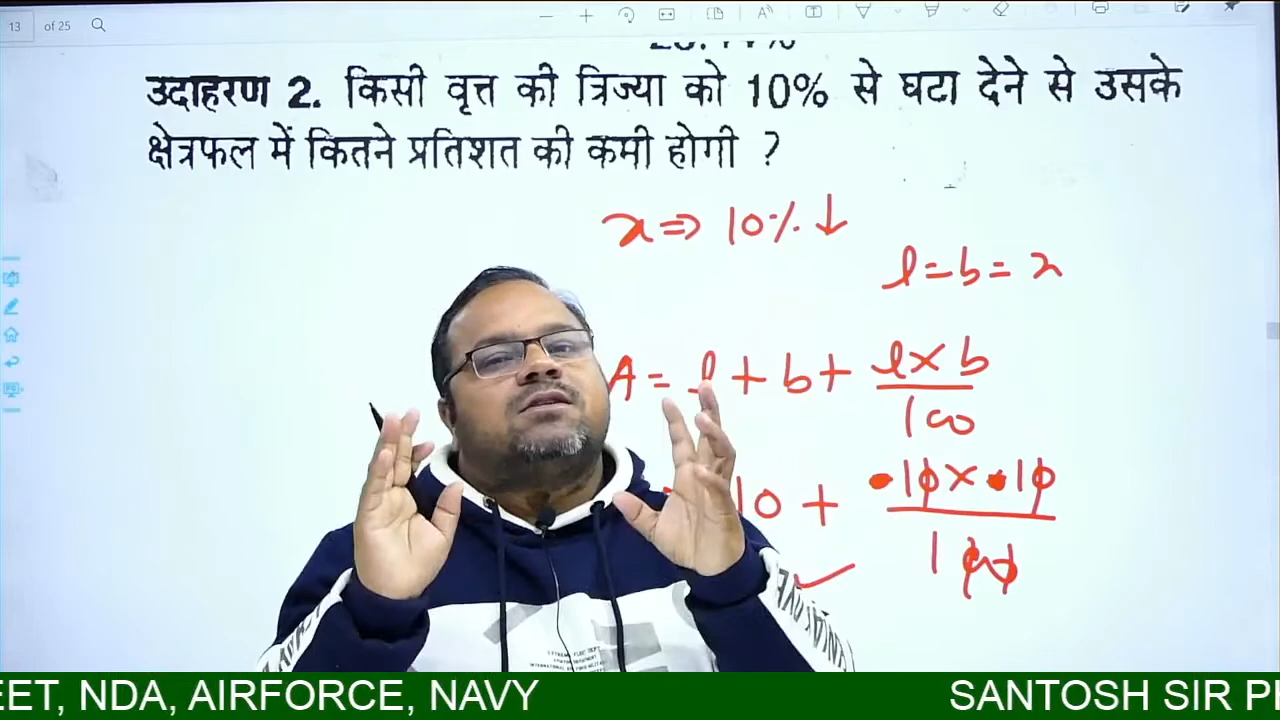 13 of 25
उदाहरण 2. किसी वृत्त की त्रिज्या को 10% से घटा देने से उसके
क्षेत्रफल में कितने प्रतिशत की कमी होगी ?
r ⇒ 10% ↓
l = b = r
A = l + b + l × b
100
10 + 10 × 10
100
EET, NDA, AIRFORCE, NAVY
SANTOSH SIR P